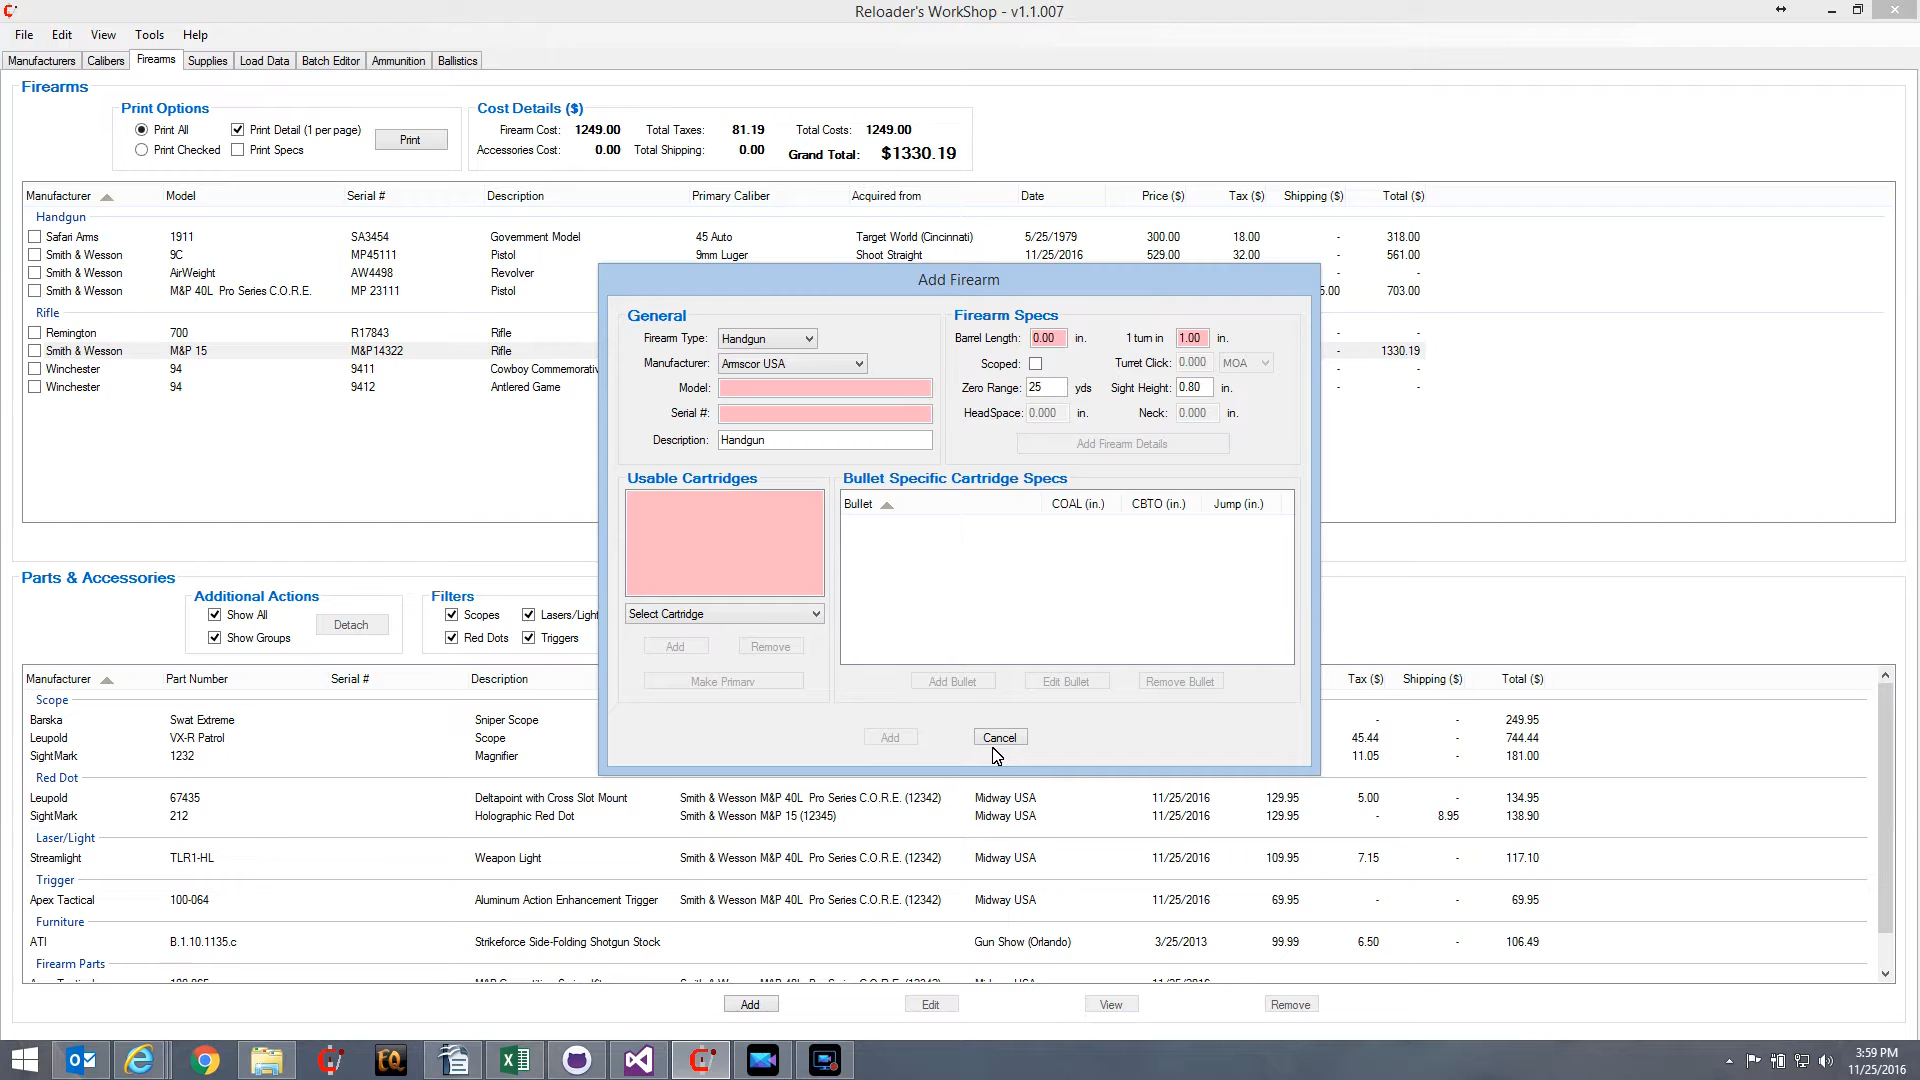 Reloader's WorkShop - v1.1.007
File Edit View Tools Help
Manufacturers Calibers Firearms Supplies Load Data Batch Editor Ammunition Ballistics
Firearms
Print Options
Print All Print Detail (1 per page)
Print Checked Print Specs
Print
Cost Details ($)
Firearm Cost: 1249.00 Total Taxes: 81.19 Total Costs: 1249.00
Accessories Cost: 0.00 Total Shipping: 0.00 Grand Total: $1330.19
Manufacturer Model Serial # Description Primary Caliber Acquired from Date Price ($) Tax ($) Shipping ($) Total ($)
Handgun
Safari Arms 1911 SA3454 Government Model 45 Auto Target World (Cincinnati) 5/25/1979 300.00 18.00 - 318.00
Smith & Wesson 9C MP45111 Pistol 9mm Luger Shoot Straight 11/25/2016 529.00 32.00 - 561.00
Smith & Wesson AirWeight AW4498 Revolver - -
Smith & Wesson M&P 40L Pro Series C.O.R.E. MP 23111 Pistol 5.00 703.00
Rifle
Remington 700 R17843 Rifle - -
Smith & Wesson M&P 15 M&P14322 Rifle - 1330.19
Winchester 94 9411 Cowboy Commemorativ - -
Winchester 94 9412 Antlered Game - -
Add Firearm
General
Firearm Type: Handgun
Manufacturer: Armscor USA
Model:
Serial #:
Description: Handgun
Firearm Specs
Barrel Length: 0.00 in. 1 turn in 1.00 in.
Scoped: Turret Click: 0.000 MOA
Zero Range: 25 yds Sight Height: 0.80 in.
HeadSpace: 0.000 in. Neck: 0.000 in.
Add Firearm Details
Usable Cartridges
Select Cartridge
Add Remove
Make Primary
Bullet Specific Cartridge Specs
Bullet COAL (in.) CBTO (in.) Jump (in.)
Add Bullet Edit Bullet Remove Bullet
Add Cancel
Parts & Accessories
Additional Actions
Show All
Show Groups
Detach
Filters
Scopes Lasers/Light
Red Dots Triggers
Manufacturer Part Number Serial # Description Tax ($) Shipping ($) Total ($)
Scope
Barska Swat Extreme Sniper Scope - - 249.95
Leupold VX-R Patrol Scope 45.44 - 744.44
SightMark 1232 Magnifier 11.05 - 181.00
Red Dot
Leupold 67435 Deltapoint with Cross Slot Mount Smith & Wesson M&P 40L Pro Series C.O.R.E. (12342) Midway USA 11/25/2016 129.95 5.00 - 134.95
SightMark 212 Holographic Red Dot Smith & Wesson M&P 15 (12345) Midway USA 11/25/2016 129.95 - 8.95 138.90
Laser/Light
Streamlight TLR1-HL Weapon Light Smith & Wesson M&P 40L Pro Series C.O.R.E. (12342) Midway USA 11/25/2016 109.95 7.15 - 117.10
Trigger
Apex Tactical 100-064 Aluminum Action Enhancement Trigger Smith & Wesson M&P 40L Pro Series C.O.R.E. (12342) Midway USA 11/25/2016 69.95 - - 69.95
Furniture
ATI B.1.10.1135.c Strikeforce Side-Folding Shotgun Stock Gun Show (Orlando) 3/25/2013 99.99 6.50 - 106.49
Firearm Parts
Add Edit View Remove
3:59 PM
11/25/2016